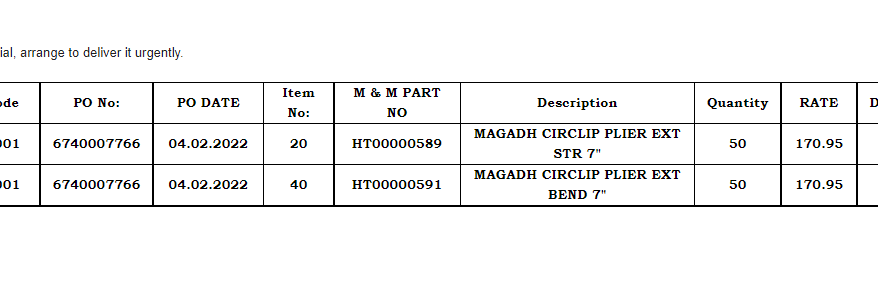 ial, arrange to deliver it urgently.
ode PO No: PO DATE Item No: M & M PART NO Description Quantity RATE D
001 6740007766 04.02.2022 20 HT00000589 MAGADH CIRCLIP PLIER EXT STR 7" 50 170.95
001 6740007766 04.02.2022 40 HT00000591 MAGADH CIRCLIP PLIER EXT BEND 7" 50 170.95